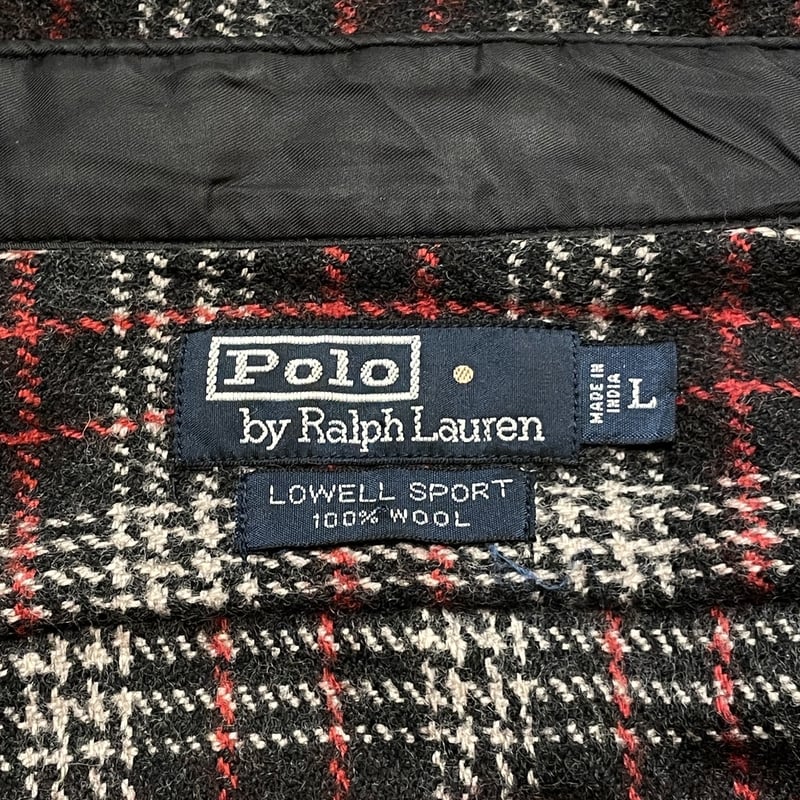 Polo
by Ralph Lauren
MADE IN
INDIA
L
LOWELL SPORT
100% WOOL